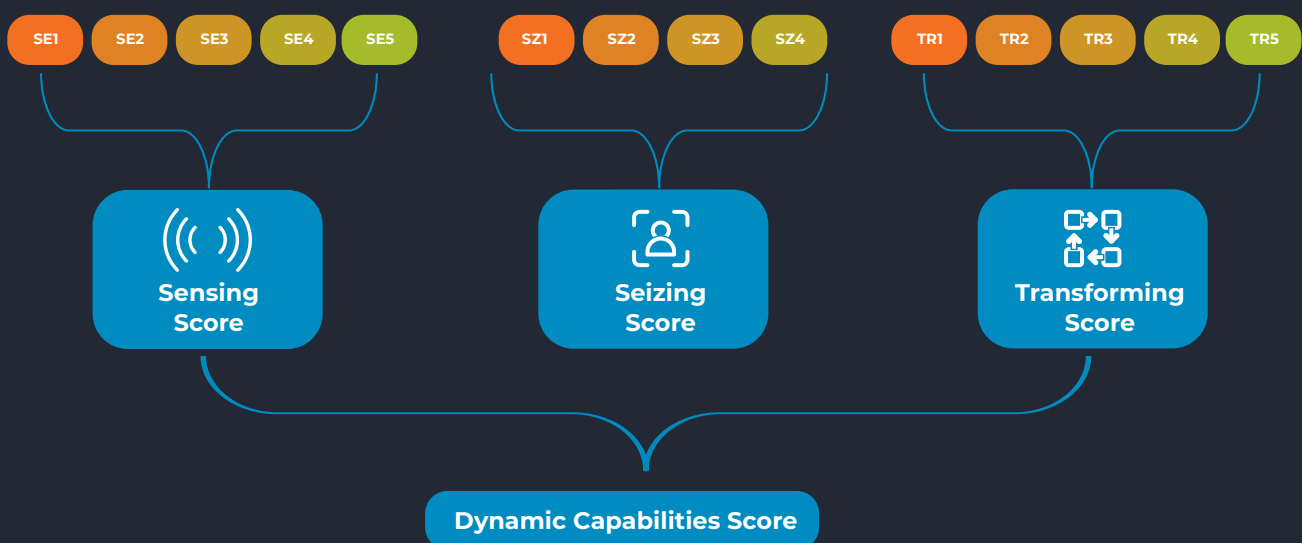 SE1 SE2 SE3 SE4 SE5 SZ1 SZ2 SZ3 SZ4 TR1 TR2 TR3 TR4 TR5
Sensing
Score
Seizing
Score
Transforming
Score
Dynamic Capabilities Score